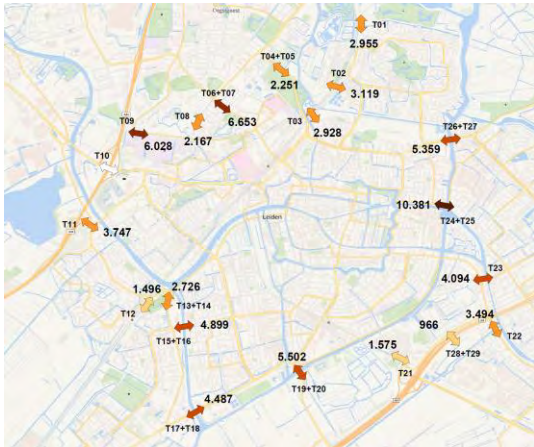 T01
2.955
T04+T05
2.251
T02
3.119
T06+T07
6.653
T08
2.167
T03
2.928
T09
6.028
T26+T27
5.359
T10
10.381
T24+T25
T11
3.747
Leiden
T23
4.094
1.496
2.726
T12
T13+T14
3.494
T22
4.899
T15+T16
966
T28+T29
1.575
T21
5.502
T19+T20
4.487
T17+T18